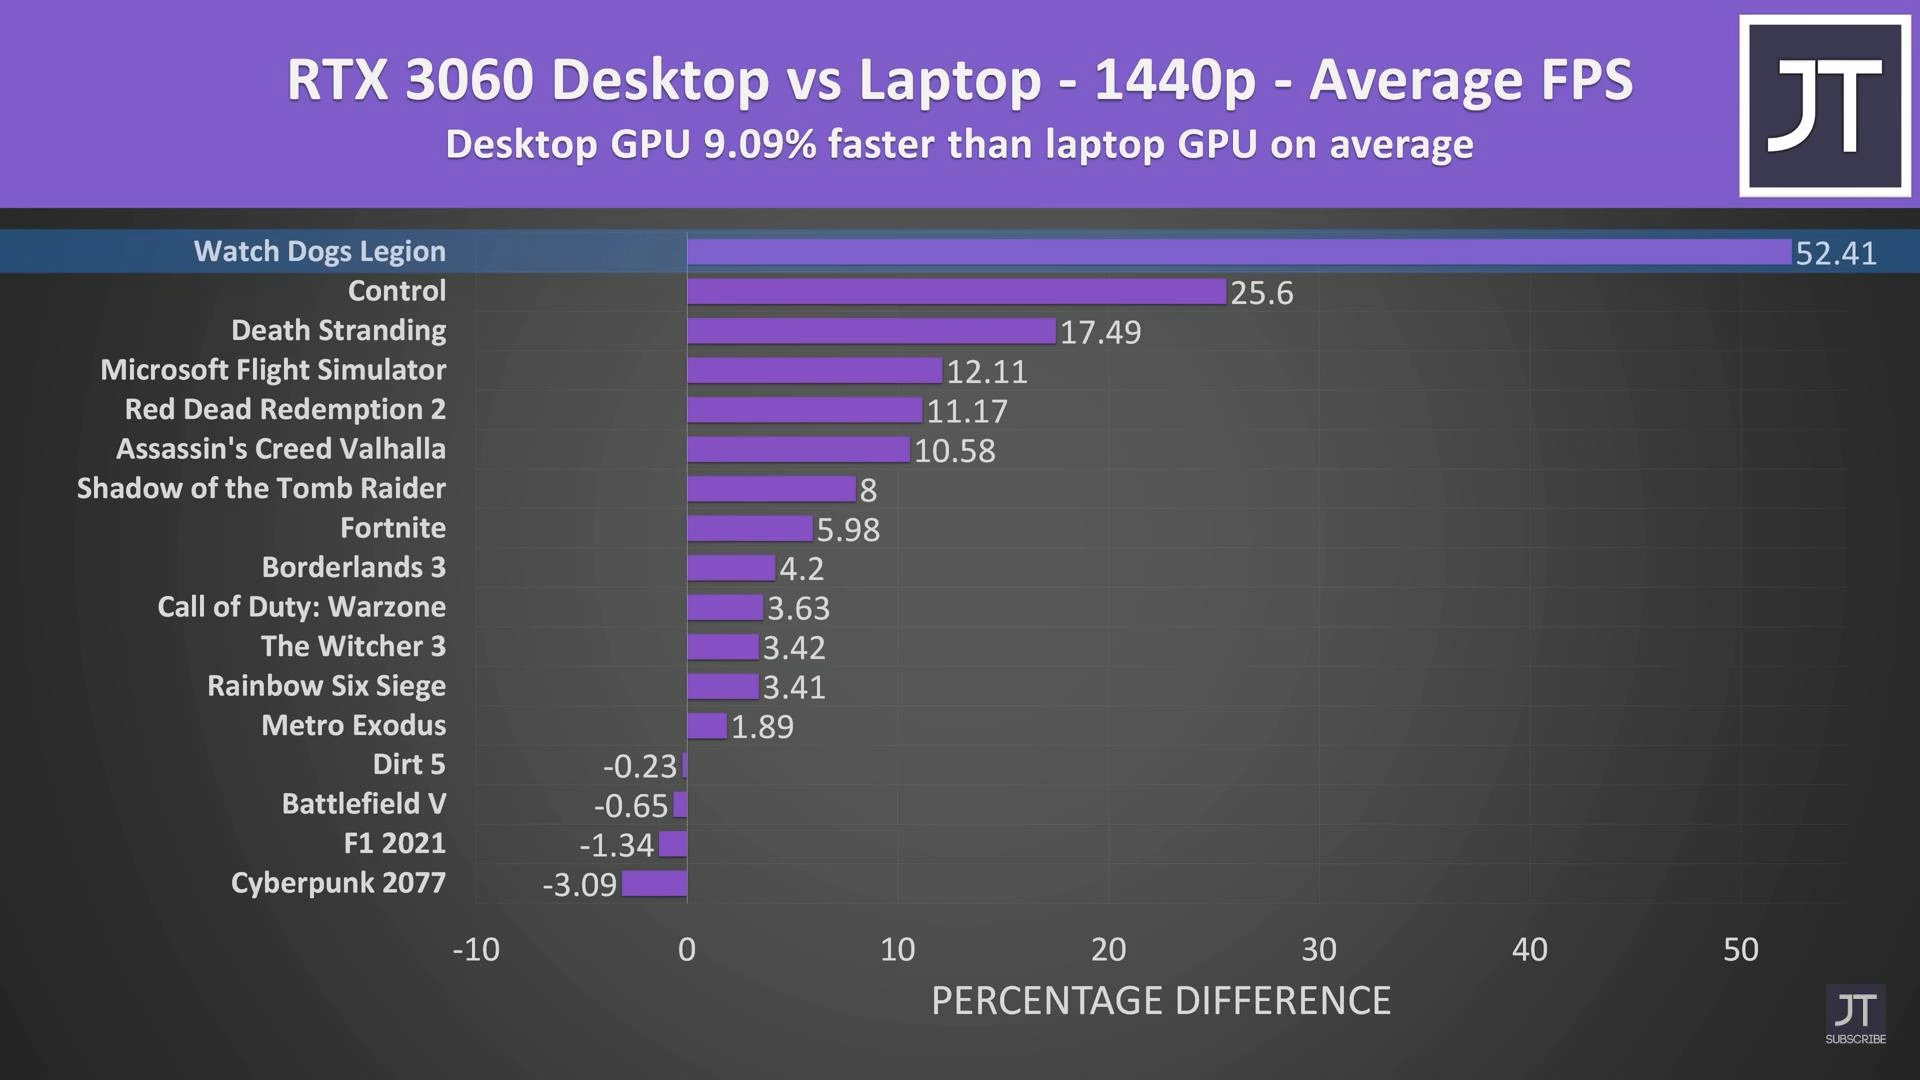 RTX 3060 Desktop vs Laptop - 1440p - Average FPS
Desktop GPU 9.09% faster than laptop GPU on average
JT
Watch Dogs Legion 52.41
Control 25.6
Death Stranding 17.49
Microsoft Flight Simulator 12.11
Red Dead Redemption 2 11.17
Assassin's Creed Valhalla 10.58
Shadow of the Tomb Raider 8
Fortnite 5.98
Borderlands 3 4.2
Call of Duty: Warzone 3.63
The Witcher 3 3.42
Rainbow Six Siege 3.41
Metro Exodus 1.89
Dirt 5 -0.23
Battlefield V -0.65
F1 2021 -1.34
Cyberpunk 2077 -3.09
-10 0 10 20 30 40 50
PERCENTAGE DIFFERENCE
JT
SUBSCRIBE